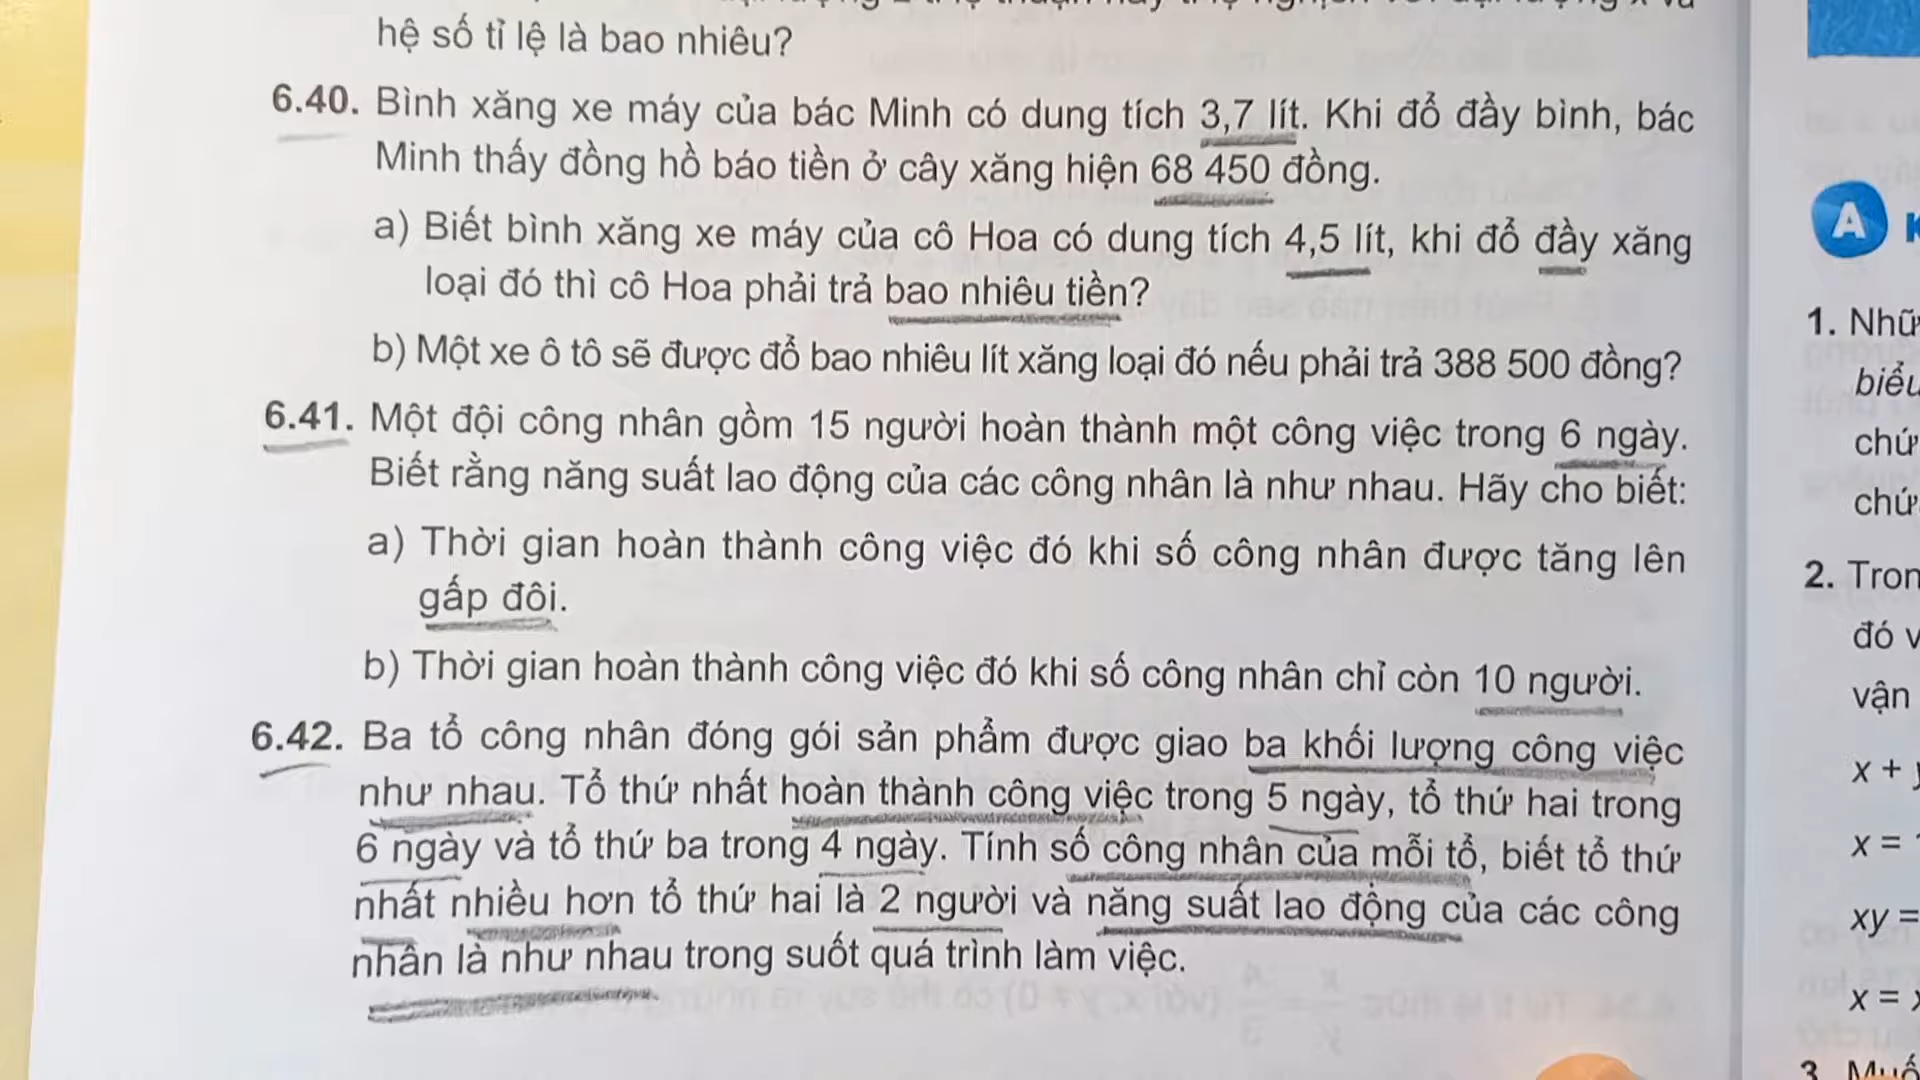 hệ số tỉ lệ là bao nhiêu?
6.40. Bình xăng xe máy của bác Minh có dung tích 3,7 lít. Khi đổ đầy bình, bác
Minh thấy đồng hồ báo tiền ở cây xăng hiện 68 450 đồng.
a) Biết bình xăng xe máy của cô Hoa có dung tích 4,5 lít, khi đổ đầy xăng
loại đó thì cô Hoa phải trả bao nhiêu tiền?
b) Một xe ô tô sẽ được đổ bao nhiêu lít xăng loại đó nếu phải trả 388 500 đồng?
6.41. Một đội công nhân gồm 15 người hoàn thành một công việc trong 6 ngày.
Biết rằng năng suất lao động của các công nhân là như nhau. Hãy cho biết:
a) Thời gian hoàn thành công việc đó khi số công nhân được tăng lên
gấp đôi.
b) Thời gian hoàn thành công việc đó khi số công nhân chỉ còn 10 người.
6.42. Ba tổ công nhân đóng gói sản phẩm được giao ba khối lượng công việc
như nhau. Tổ thứ nhất hoàn thành công việc trong 5 ngày, tổ thứ hai trong
6 ngày và tổ thứ ba trong 4 ngày. Tính số công nhân của mỗi tổ, biết tổ thứ
nhất nhiều hơn tổ thứ hai là 2 người và năng suất lao động của các công
nhân là như nhau trong suốt quá trình làm việc.
A
1. Nhữ
biểu
chứ
chứ
2. Tron
đó v
vận
x +
x =
xy =
x =
3